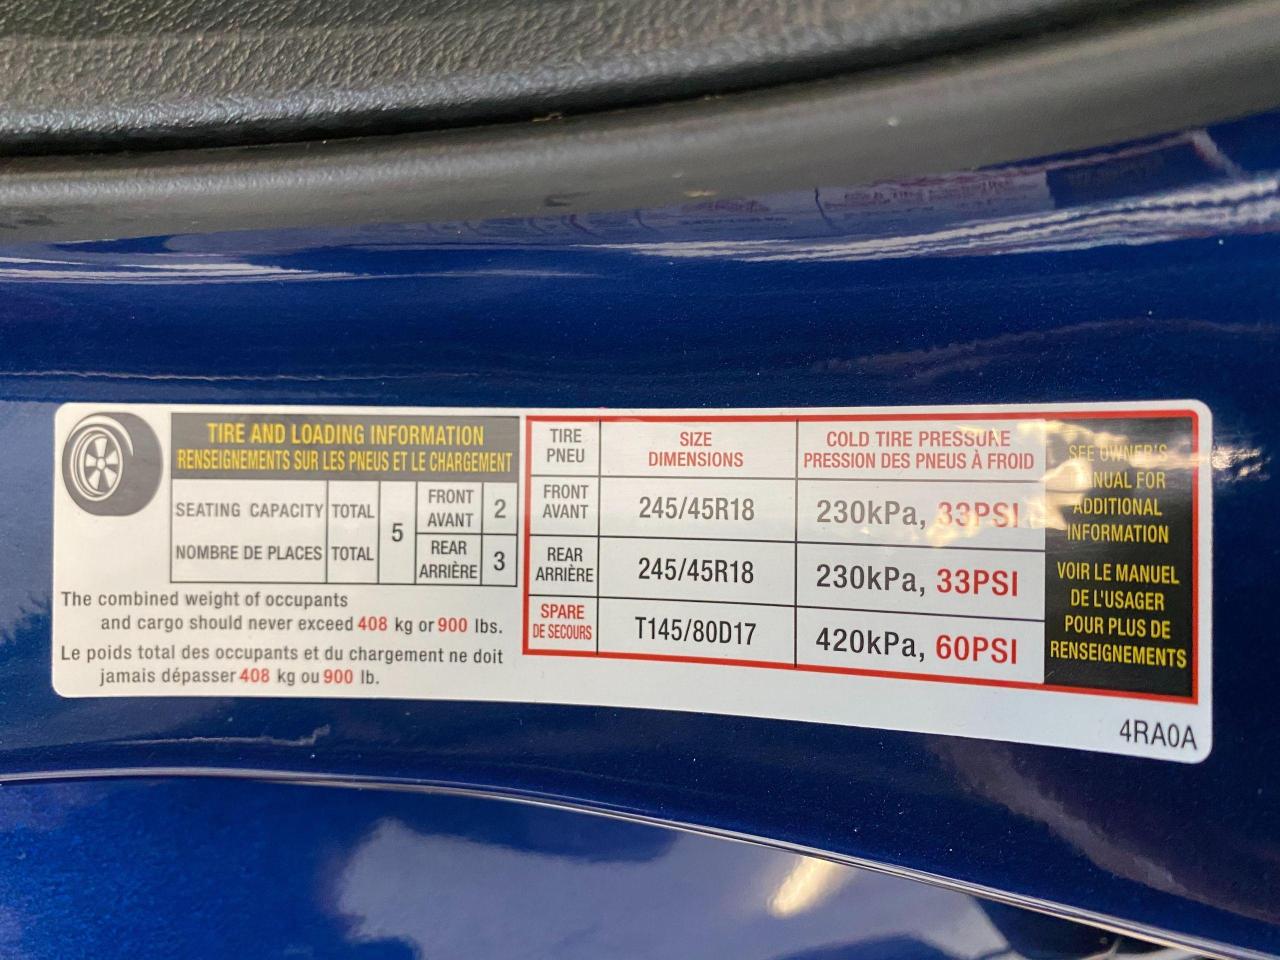 TIRE AND LOADING INFORMATION
RENSEIGNEMENTS SUR LES PNEUS ET LE CHARGEMENT
SEATING CAPACITY TOTAL
NOMBRE DE PLACES TOTAL
5
FRONT
AVANT
2
REAR
ARRIÈRE
3
The combined weight of occupants
and cargo should never exceed 408 kg or 900 lbs.
Le poids total des occupants et du chargement ne doit
jamais dépasser 408 kg ou 900 lb.
TIRE
PNEU
SIZE
DIMENSIONS
COLD TIRE PRESSURE
PRESSION DES PNEUS À FROID
FRONT
AVANT
245/45R18
230kPa, 33PSI
REAR
ARRIÈRE
245/45R18
230kPa, 33PSI
SPARE
DE SECOURS
T145/80D17
420kPa, 60PSI
SEE OWNER'S
MANUAL FOR
ADDITIONAL
INFORMATION
VOIR LE MANUEL
DE L'USAGER
POUR PLUS DE
RENSEIGNEMENTS
4RA0A